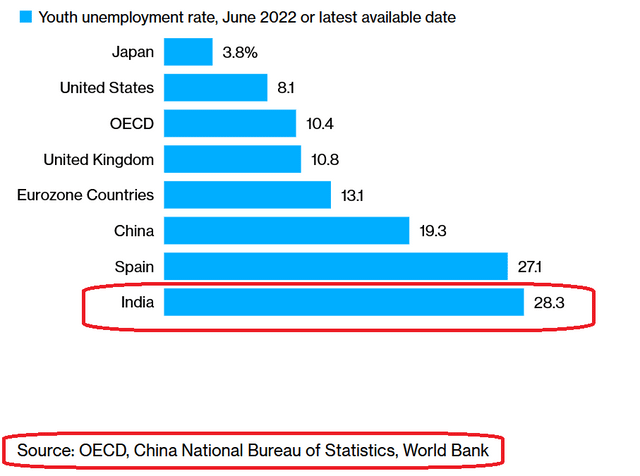 Youth unemployment rate, June 2022 or latest available date
Japan 3.8%
United States 8.1
OECD 10.4
United Kingdom 10.8
Eurozone Countries 13.1
China 19.3
Spain 27.1
India 28.3
Source: OECD, China National Bureau of Statistics, World Bank